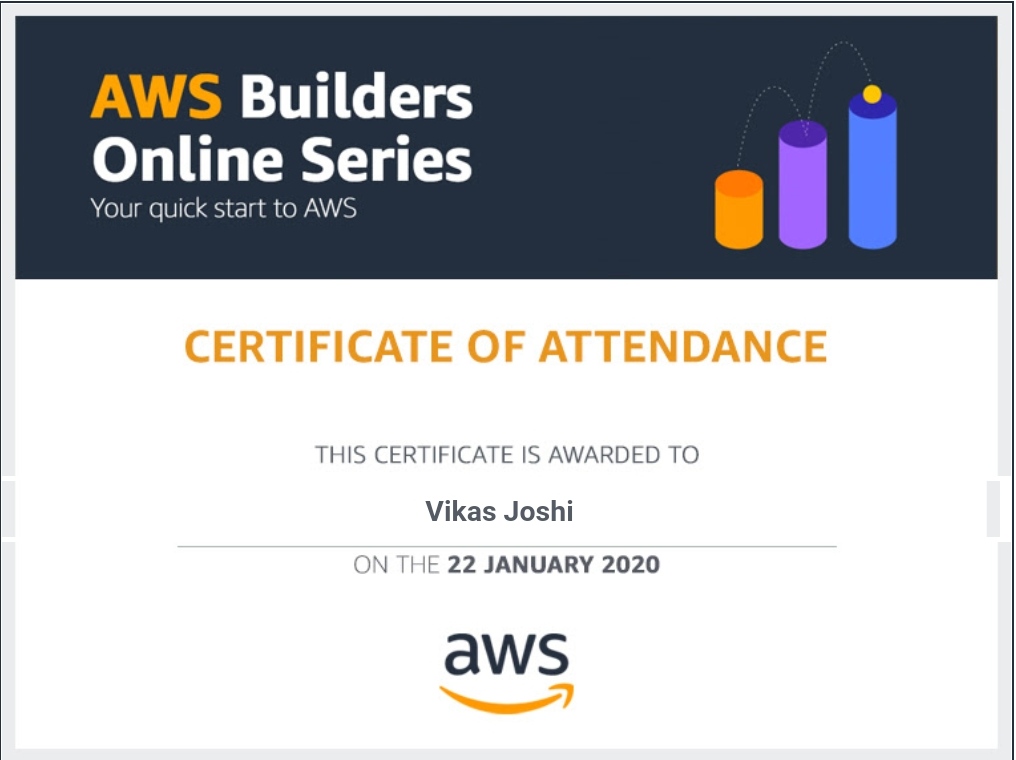 AWS Builders
Online Series
Your quick start to AWS
CERTIFICATE OF ATTENDANCE
THIS CERTIFICATE IS AWARDED TO
Vikas Joshi
ON THE 22 JANUARY 2020
aws